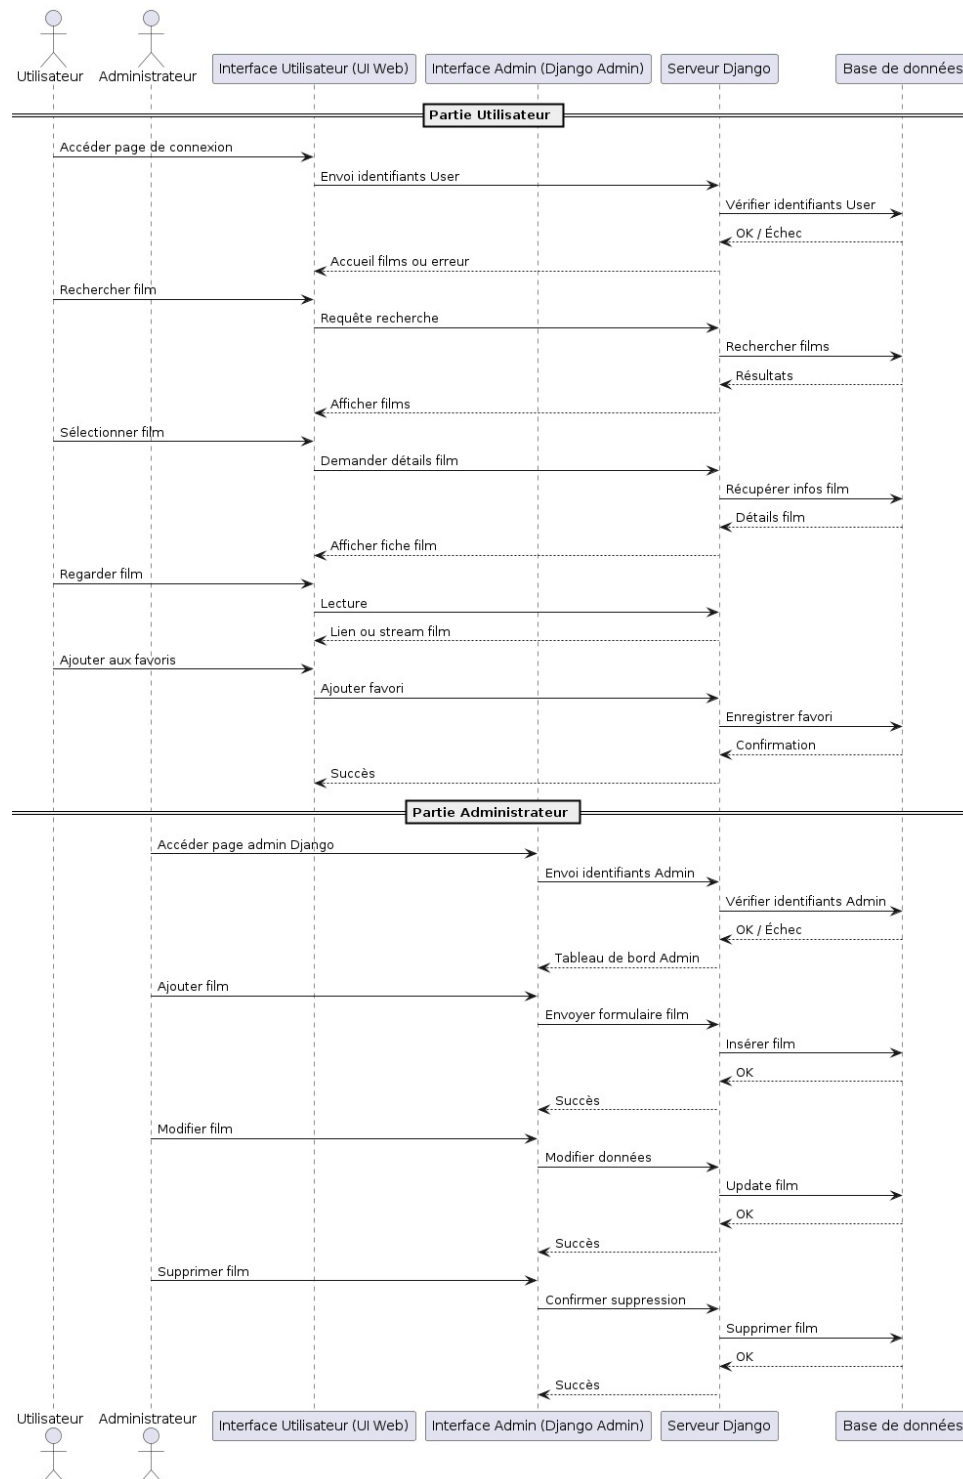 Utilisateur
Administrateur
Interface Utilisateur (UI Web)
Interface Admin (Django Admin)
Serveur Django
Base de données
Partie Utilisateur
Accéder page de connexion
Envoi identifiants User
Vérifier identifiants User
OK / Échec
Accueil films ou erreur
Rechercher film
Requête recherche
Rechercher films
Résultats
Afficher films
Sélectionner film
Demander détails film
Récupérer infos film
Détails film
Afficher fiche film
Regarder film
Lecture
Lien ou stream film
Ajouter aux favoris
Ajouter favori
Enregistrer favori
Confirmation
Succès
Partie Administrateur
Accéder page admin Django
Envoi identifiants Admin
Vérifier identifiants Admin
OK / Échec
Tableau de bord Admin
Ajouter film
Envoyer formulaire film
Insérer film
OK
Succès
Modifier film
Modifier données
Update film
OK
Succès
Supprimer film
Confirmer suppression
Supprimer film
OK
Succès
Utilisateur
Administrateur
Interface Utilisateur (UI Web)
Interface Admin (Django Admin)
Serveur Django
Base de données